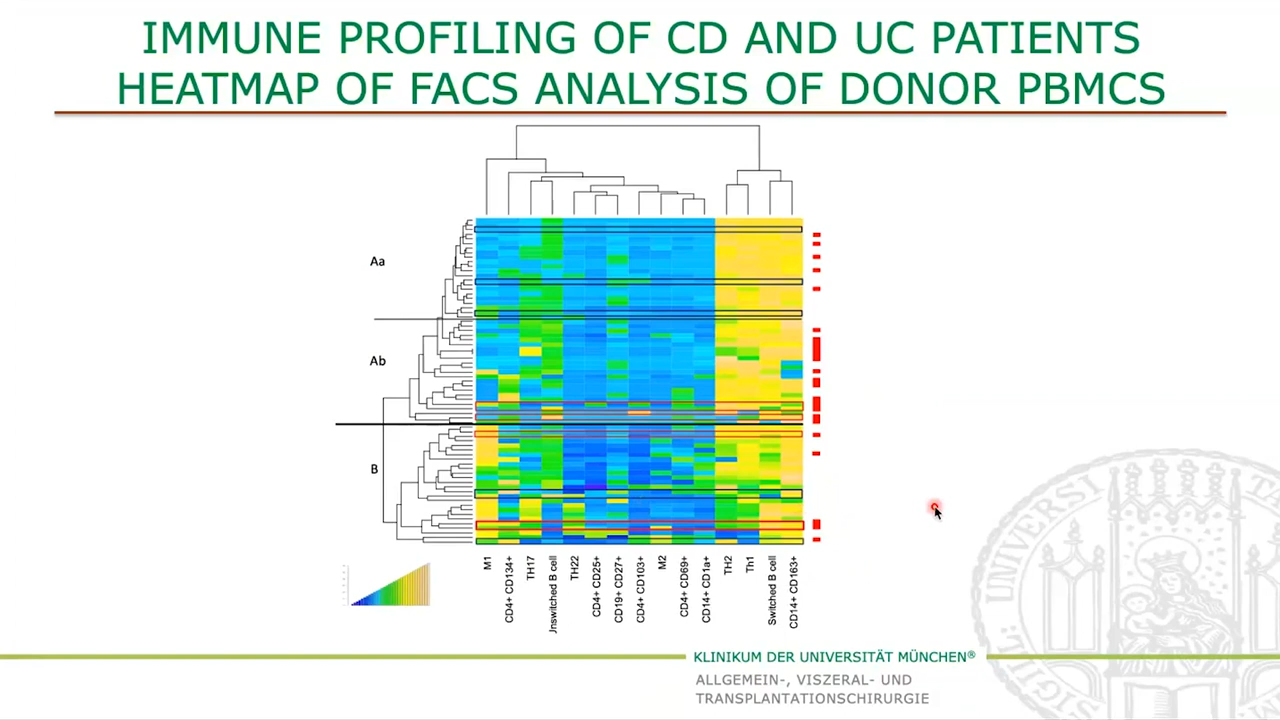 IMMUNE PROFILING OF CD AND UC PATIENTS
HEATMAP OF FACS ANALYSIS OF DONOR PBMCS
Aa
Ab
B
M1
CD4+ CD134+
TH17
Jnswitched B cell
TH22
CD4+ CD25+
CD19+ CD27+
CD4+ CD103+
M2
CD4+ CD69+
CD14+ CD1a+
TH2
Th1
Switched B cell
CD14+ CD163+
KLINIKUM DER UNIVERSITÄT MÜNCHEN®
ALLGEMEIN-, VISZERAL- UND
TRANSPLANTATIONSCHIRURGIE